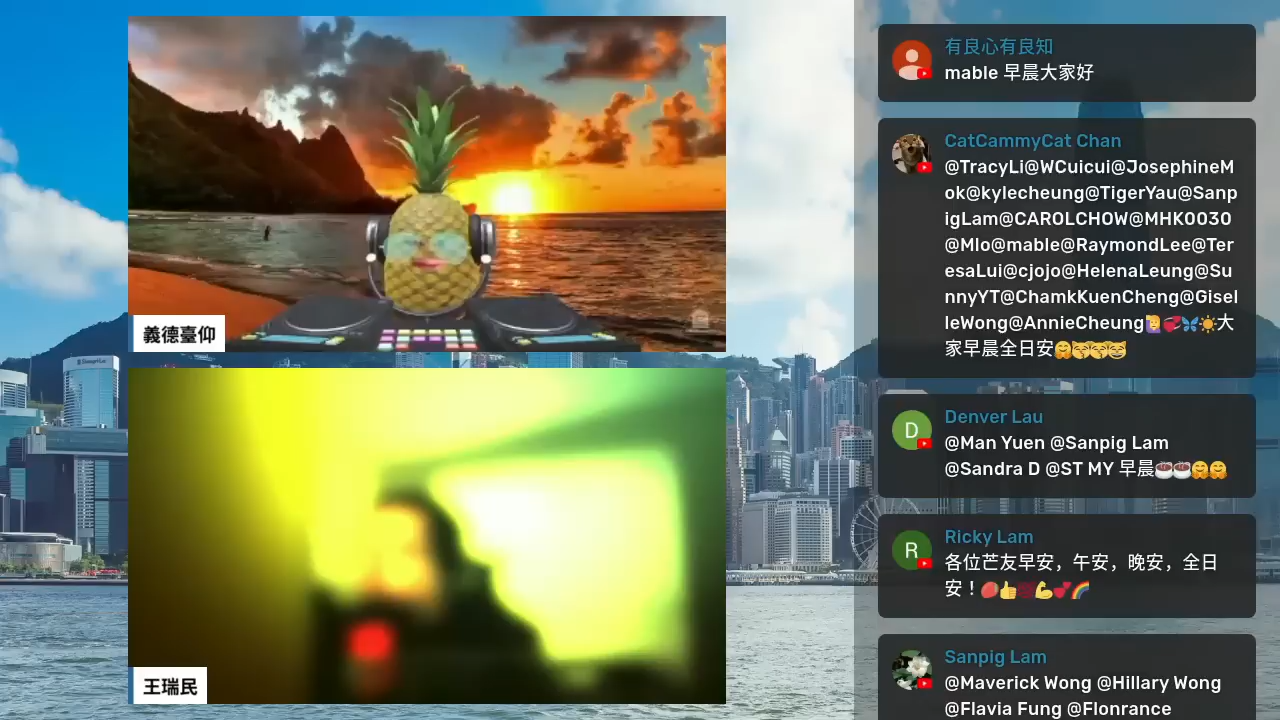 義德臺仰
王瑞民
有良心有良知
mable 早晨大家好
CatCammyCat Chan
@TracyLi@WCuicui@JosephineM
ok@kylecheung@TigerYau@Sanp
igLam@CAROLCHOW@MHK0030
@Mlo@mable@RaymondLee@Ter
esaLui@cjojo@HelenaLeung@Su
nnyYT@ChamkKuenCheng@Gisel
leWong@AnnieCheung🙋💞🦋☀️大
家早晨全日安🤗😽😽😸
Denver Lau
D
@Man Yuen @Sanpig Lam
@Sandra D @ST MY 早晨☕☕🤗🤗
Ricky Lam
R
各位芒友早安，午安，晚安，全日
安！🥭👍💯💪💕🌈
Sanpig Lam
@Maverick Wong @Hillary Wong
@Flavia Fung @Flonrance